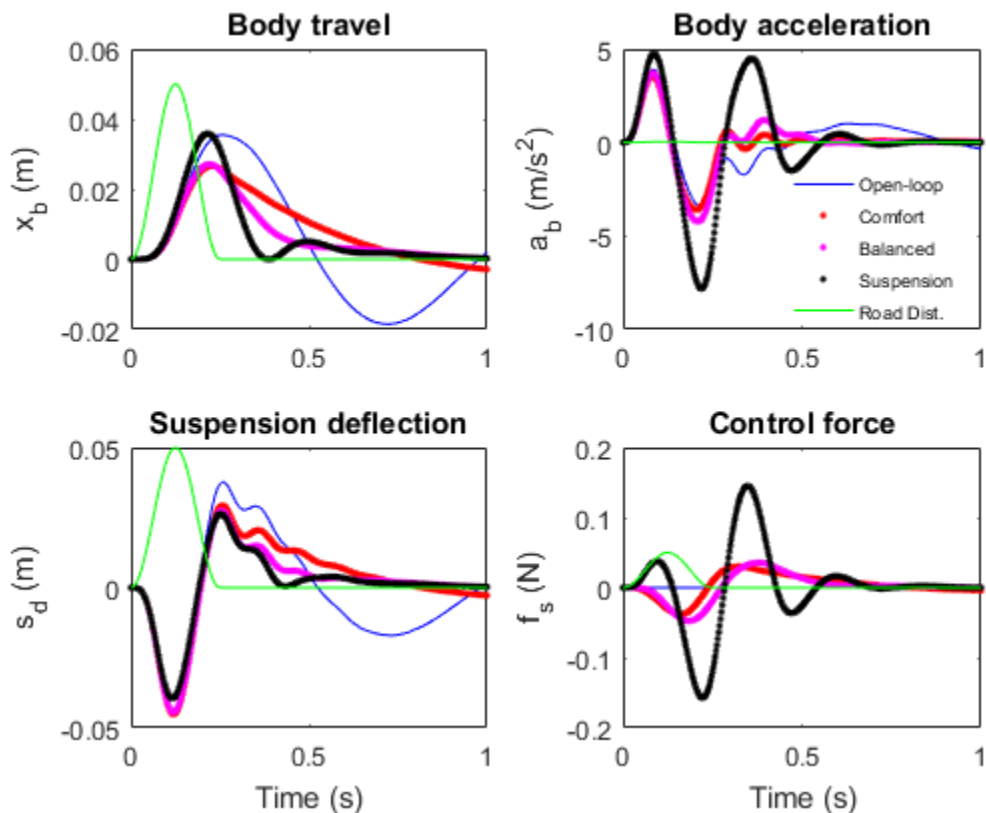 Body travel
0.06
0.04
0.02
0
-0.02
x_b (m)
0
0.5
1
Body acceleration
5
0
-5
-10
a_b (m/s^2)
Open-loop
Comfort
Balanced
Suspension
Road Dist.
0
0.5
1
Suspension deflection
0.05
0
-0.05
s_d (m)
0
0.5
1
Time (s)
Control force
0.2
0.1
0
-0.1
-0.2
f_s (N)
0
0.5
1
Time (s)